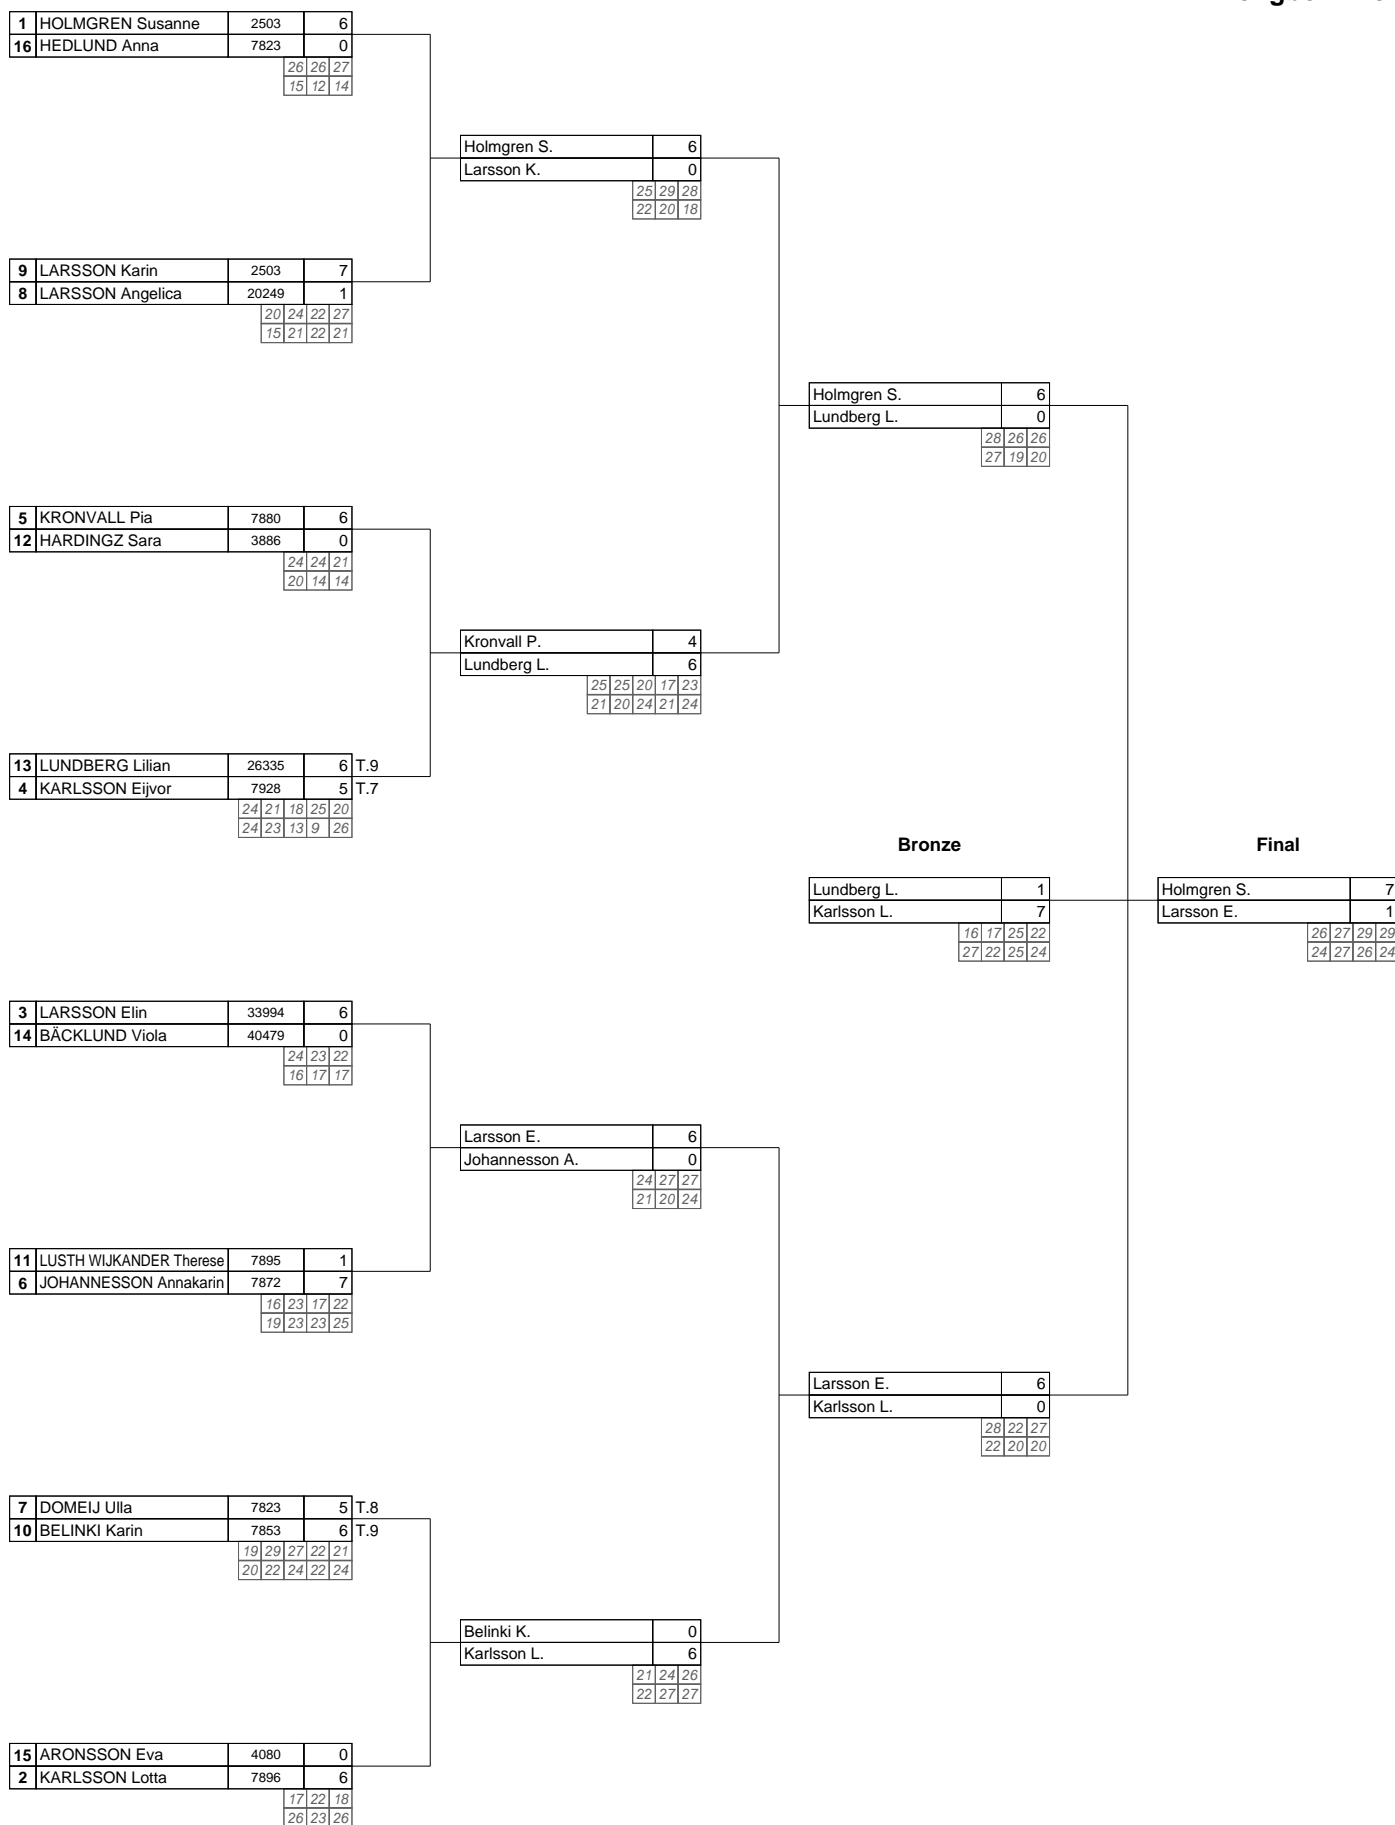 1 HOLMGREN Susanne 2503 6
16 HEDLUND Anna 7823 0
26 26 27
15 12 14
Holmgren S. 6
Larsson K. 0
25 29 28
22 20 18
9 LARSSON Karin 2503 7
8 LARSSON Angelica 20249 1
20 24 22 27
15 21 22 21
Holmgren S. 6
Lundberg L. 0
28 26 26
27 19 20
5 KRONVALL Pia 7880 6
12 HARDINGZ Sara 3886 0
24 24 21
20 14 14
Kronvall P. 4
Lundberg L. 6
25 25 20 17 23
21 20 24 21 24
13 LUNDBERG Lilian 26335 6 T.9
4 KARLSSON Eijvor 7928 5 T.7
24 21 18 25 20
24 23 13 9 26
Bronze Final
Lundberg L. 1 Holmgren S. 7
Karlsson L. 7 Larsson E. 1
16 17 25 22 26 27 29 29
27 22 25 24 24 27 26 24
3 LARSSON Elin 33994 6
14 BÄCKLUND Viola 40479 0
24 23 22
16 17 17
Larsson E. 6
Johannesson A. 0
24 27 27
21 20 24
11 LUSTH WIJKANDER Therese 7895 1
6 JOHANNESSON Annakarin 7872 7
16 23 17 22
19 23 23 25
Larsson E. 6
Karlsson L. 0
28 22 27
22 20 20
7 DOMEIJ Ulla 7823 5 T.8
10 BELINKI Karin 7853 6 T.9
19 29 27 22 21
20 22 24 22 24
Belinki K. 0
Karlsson L. 6
21 24 26
22 27 27
15 ARONSSON Eva 4080 0
2 KARLSSON Lotta 7896 6
17 22 18
26 23 26